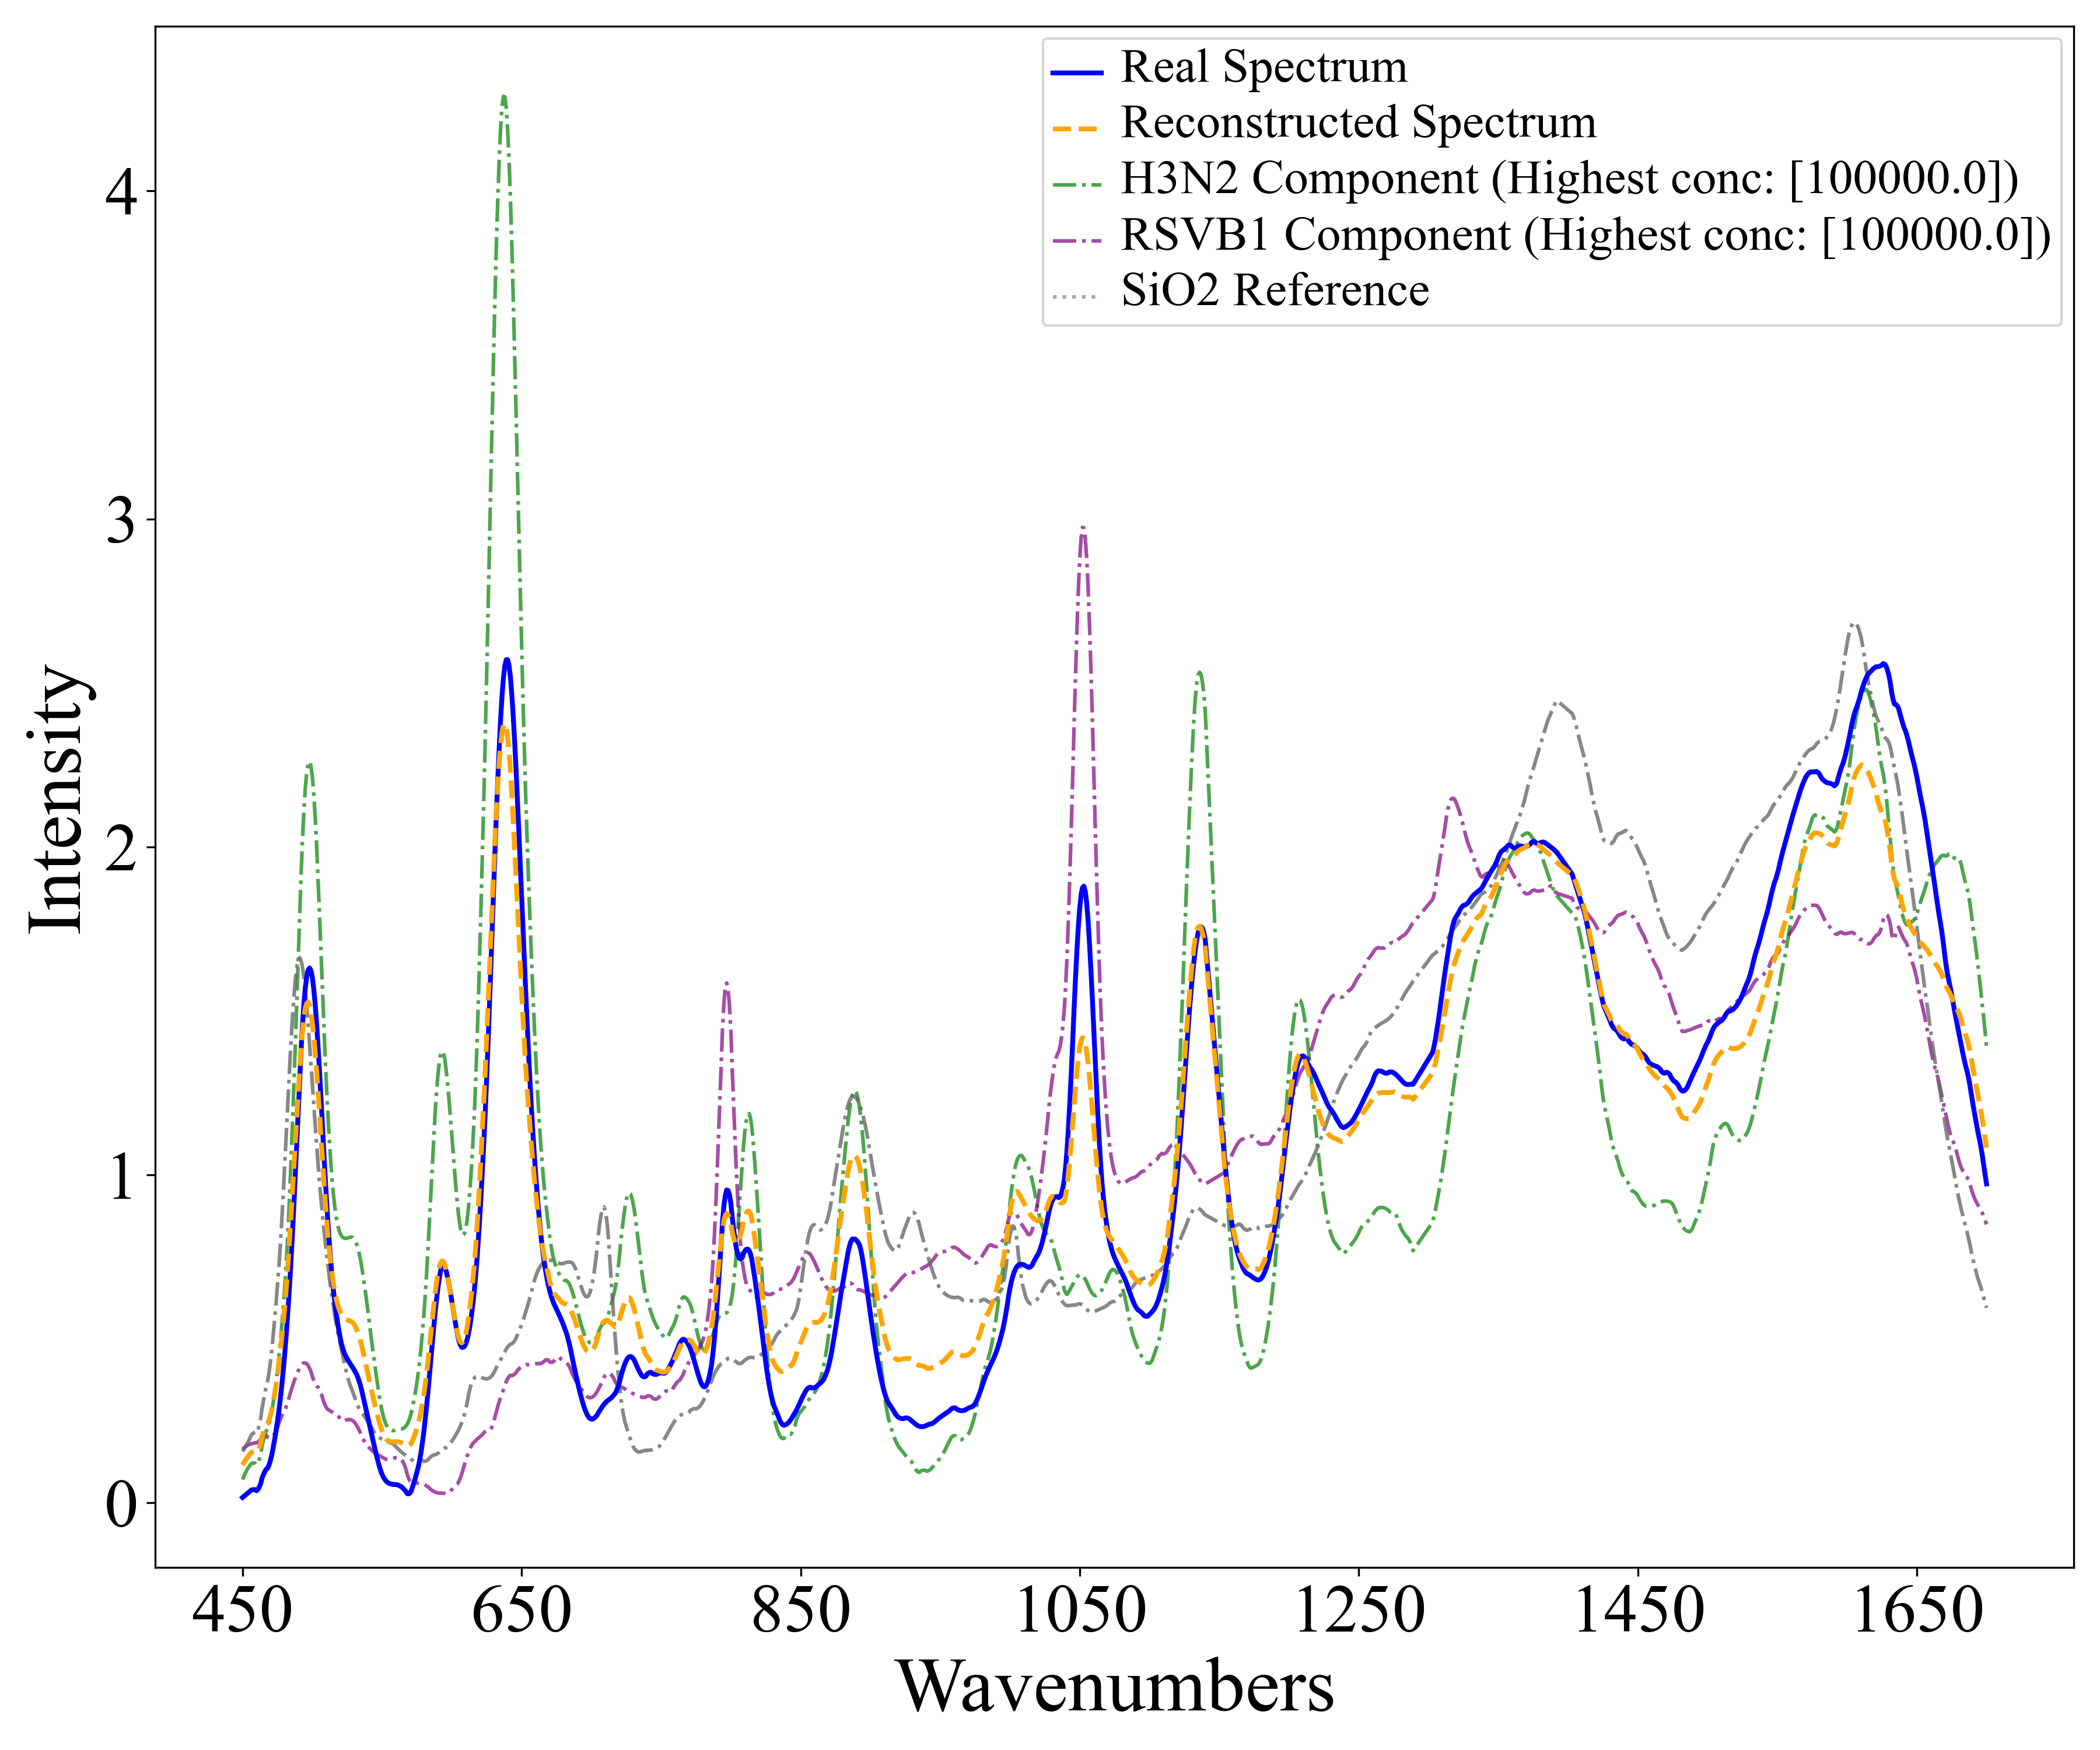 Real Spectrum
Reconstructed Spectrum
H3N2 Component (Highest conc: [100000.0])
RSVB1 Component (Highest conc: [100000.0])
SiO2 Reference
4
3
2
1
0
Intensity
450 650 850 1050 1250 1450 1650
Wavenumbers